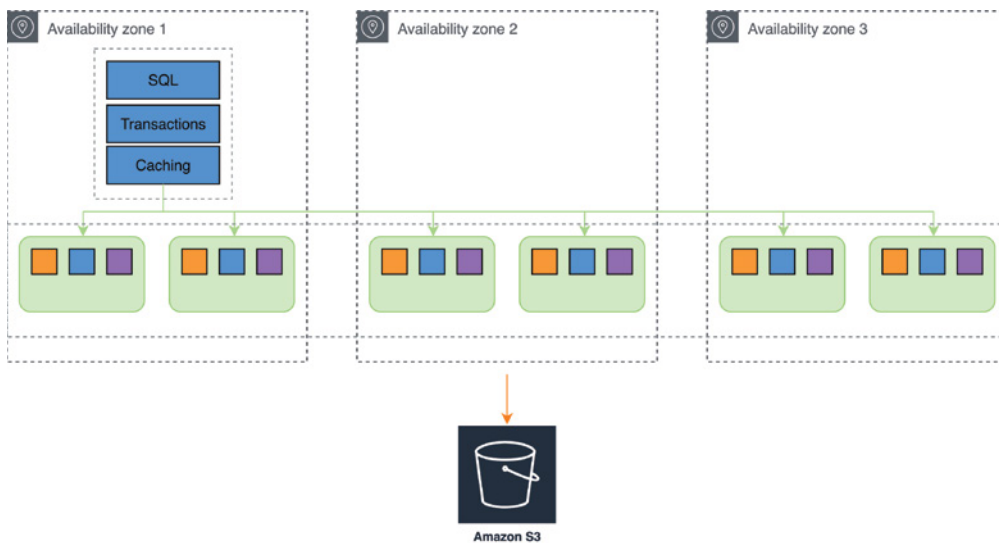 Availability zone 1
Availability zone 2
Availability zone 3
SQL
Transactions
Caching
Amazon S3